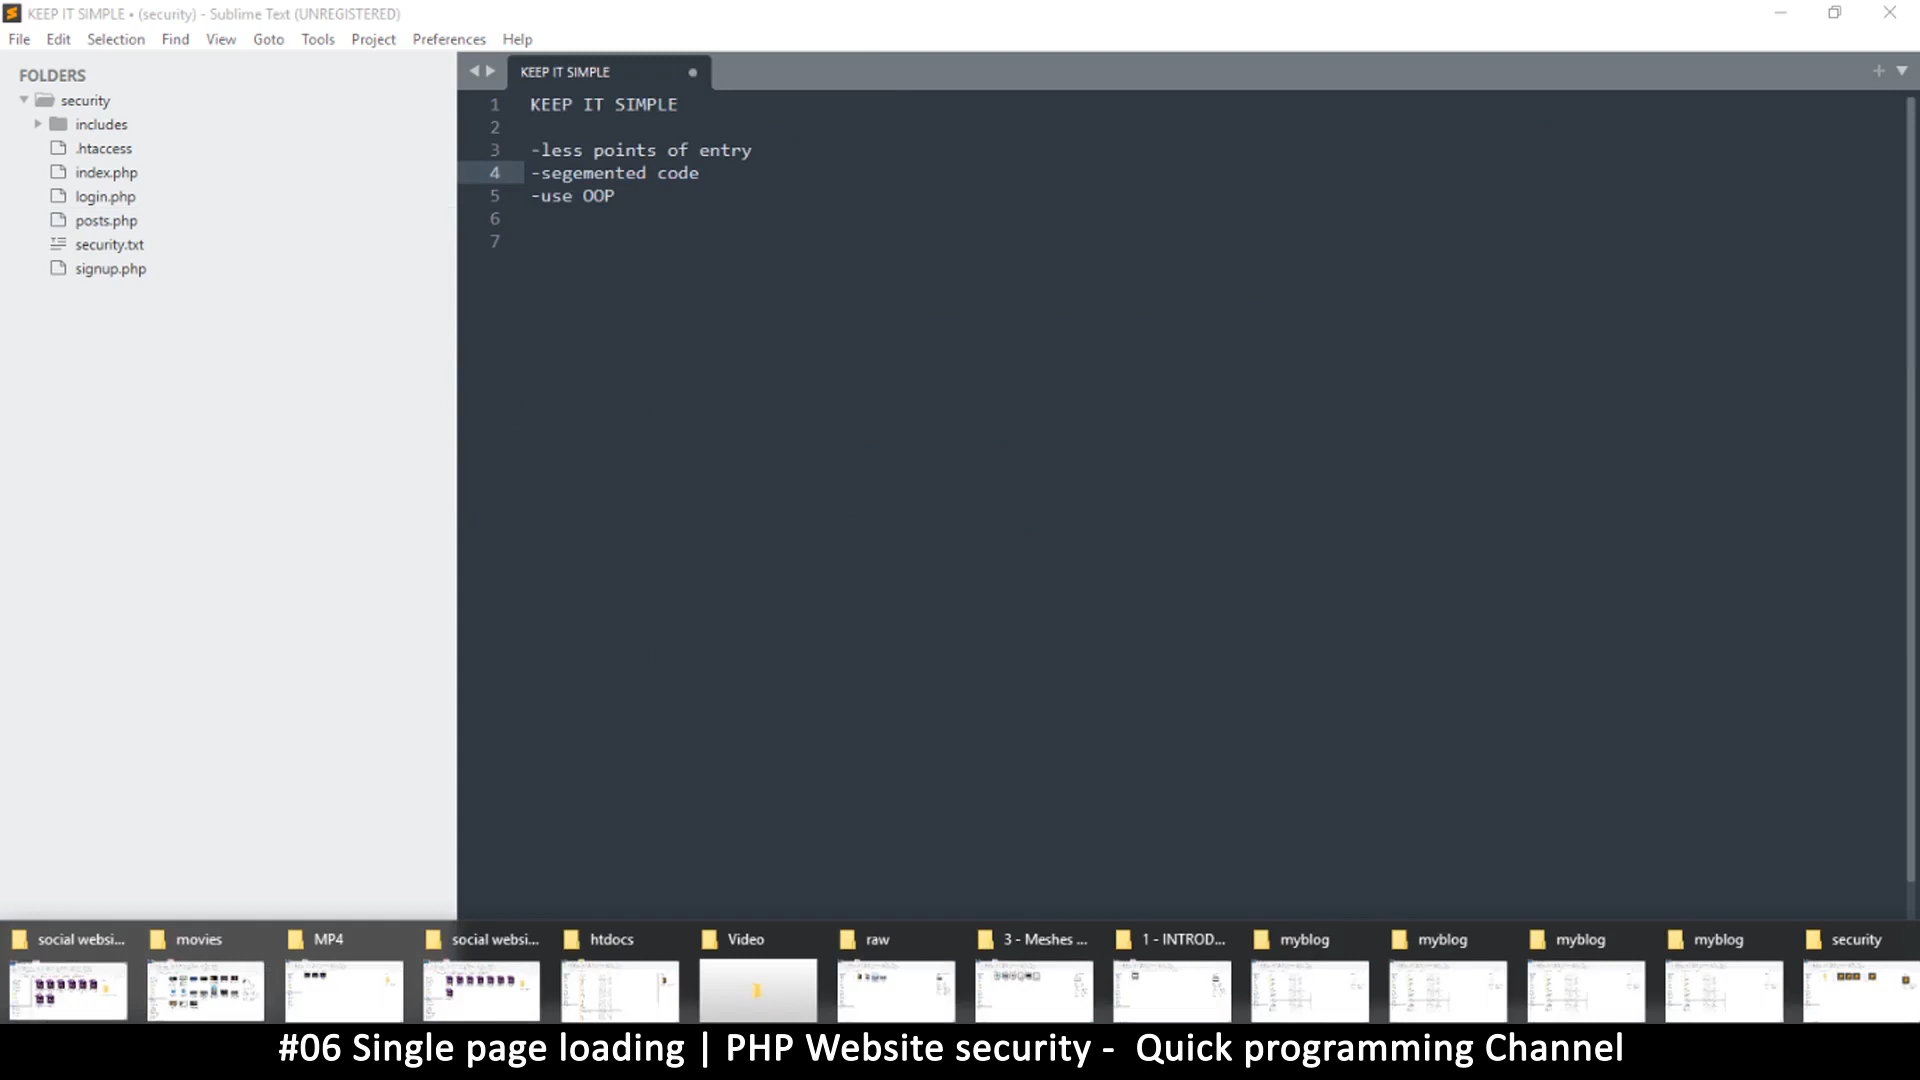 KEEP IT SIMPLE • (security) - Sublime Text (UNREGISTERED)
File Edit Selection Find View Goto Tools Project Preferences Help
FOLDERS
security
includes
.htaccess
index.php
login.php
posts.php
security.txt
signup.php
KEEP IT SIMPLE
1 KEEP IT SIMPLE
2
3 -less points of entry
4 -segemented code
5 -use OOP
6
7
social websi... movies MP4 social websi... htdocs Video raw 3 - Meshes ... 1 - INTROD... myblog myblog myblog myblog security
#06 Single page loading | PHP Website security - Quick programming Channel